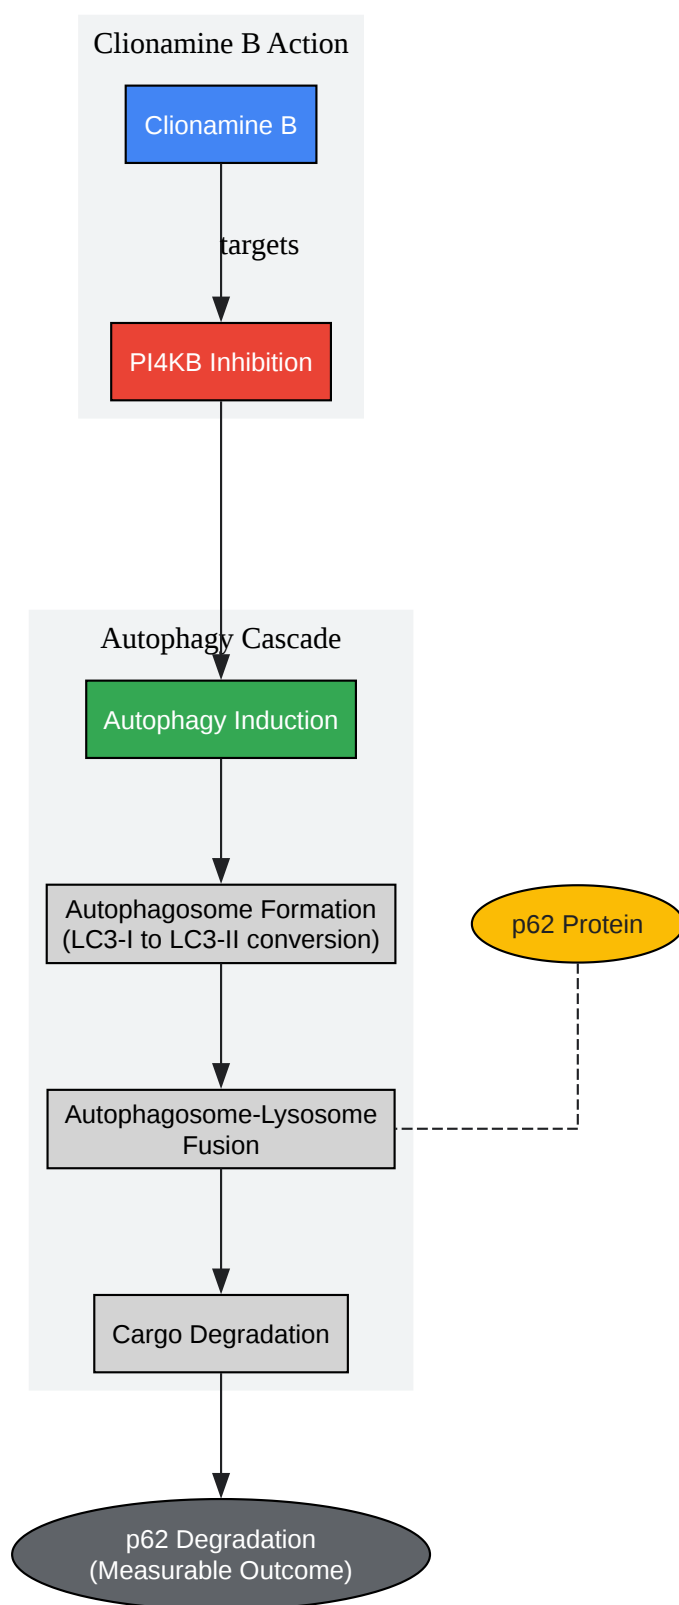 Clionamine B Action
Clionamine B
targets
PI4KB Inhibition
Autophagy Cascade
Autophagy Induction
Autophagosome Formation
(LC3-I to LC3-II conversion)
p62 Protein
Autophagosome-Lysosome
Fusion
Cargo Degradation
p62 Degradation
(Measurable Outcome)